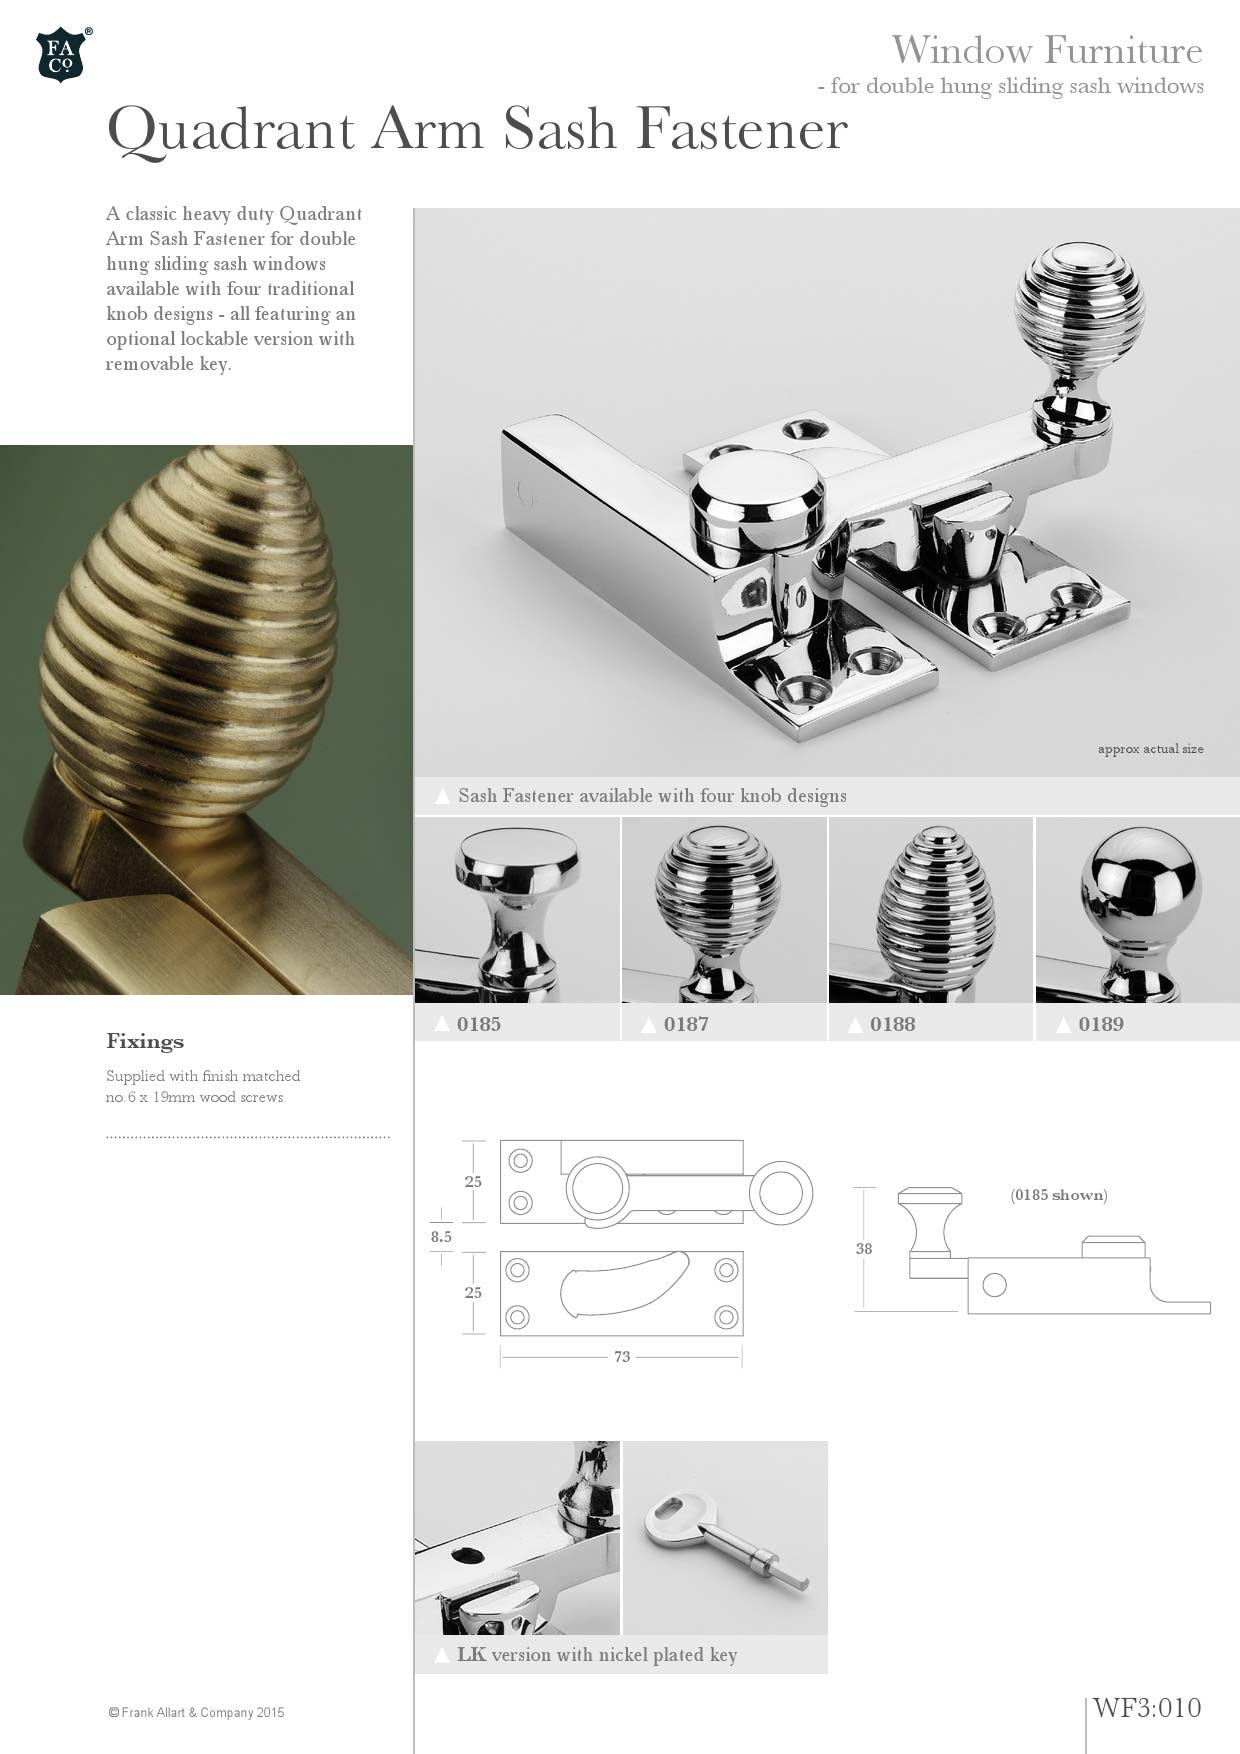 FA
Co.
®
Window Furniture
- for double hung sliding sash windows
Quadrant Arm Sash Fastener
A classic heavy duty Quadrant
Arm Sash Fastener for double
hung sliding sash windows
available with four traditional
knob designs - all featuring an
optional lockable version with
removable key.
approx actual size
Sash Fastener available with four knob designs
0185
0187
0188
0189
Fixings
Supplied with finish matched
no.6 x 19mm wood screws.
25
8.5
25
73
(0185 shown)
38
LK version with nickel plated key
© Frank Allart & Company 2015
WF3:010